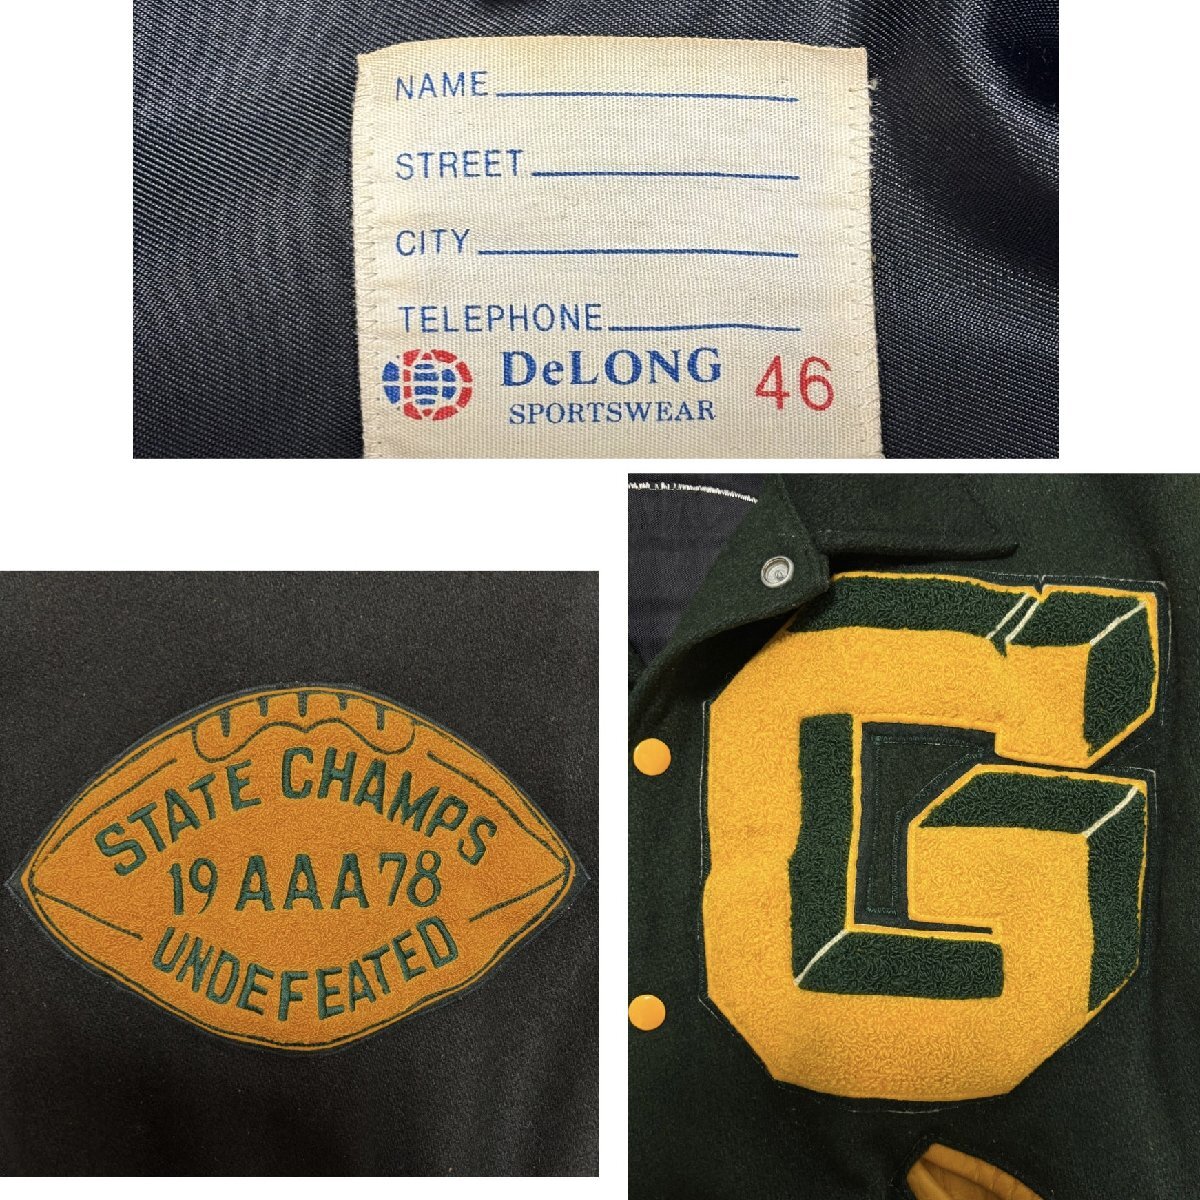 NAME
STREET
CITY
TELEPHONE
DeLONG 46
SPORTSWEAR
STATE CHAMPS
19 AAA 78
UNDEFEATED
G